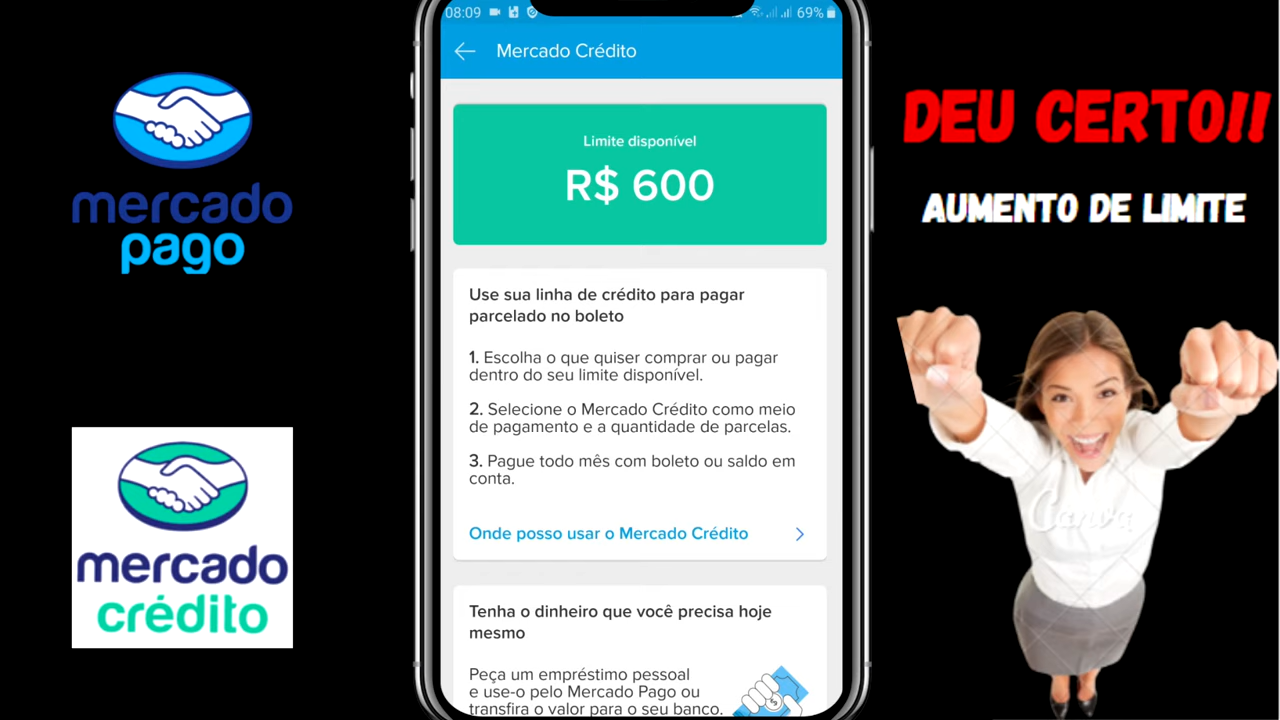 mercado
pago
mercado
crédito
08:09
69%
Mercado Crédito
Limite disponível
R$ 600
Use sua linha de crédito para pagar
parcelado no boleto
1. Escolha o que quiser comprar ou pagar
dentro do seu limite disponível.
2. Selecione o Mercado Crédito como meio
de pagamento e a quantidade de parcelas.
3. Pague todo mês com boleto ou saldo em
conta.
Onde posso usar o Mercado Crédito
Tenha o dinheiro que você precisa hoje
mesmo
Peça um empréstimo pessoal
e use-o pelo Mercado Pago ou
transfira o valor para o seu banco.
DEU CERTO!!
AUMENTO DE LIMITE
Canva